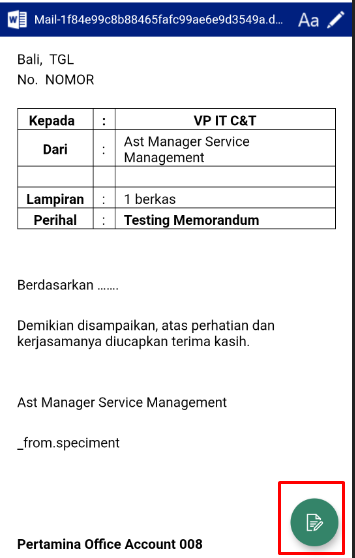 Mail-1f84e99c8b88465fafc99ae6e9d3549a.d... Aa
Bali, TGL
No. NOMOR
Kepada : VP IT C&T
Dari : Ast Manager Service
Management
Lampiran : 1 berkas
Perihal : Testing Memorandum
Berdasarkan .......
Demikian disampaikan, atas perhatian dan
kerjasamanya diucapkan terima kasih.
Ast Manager Service Management
_from.speciment
Pertamina Office Account 008